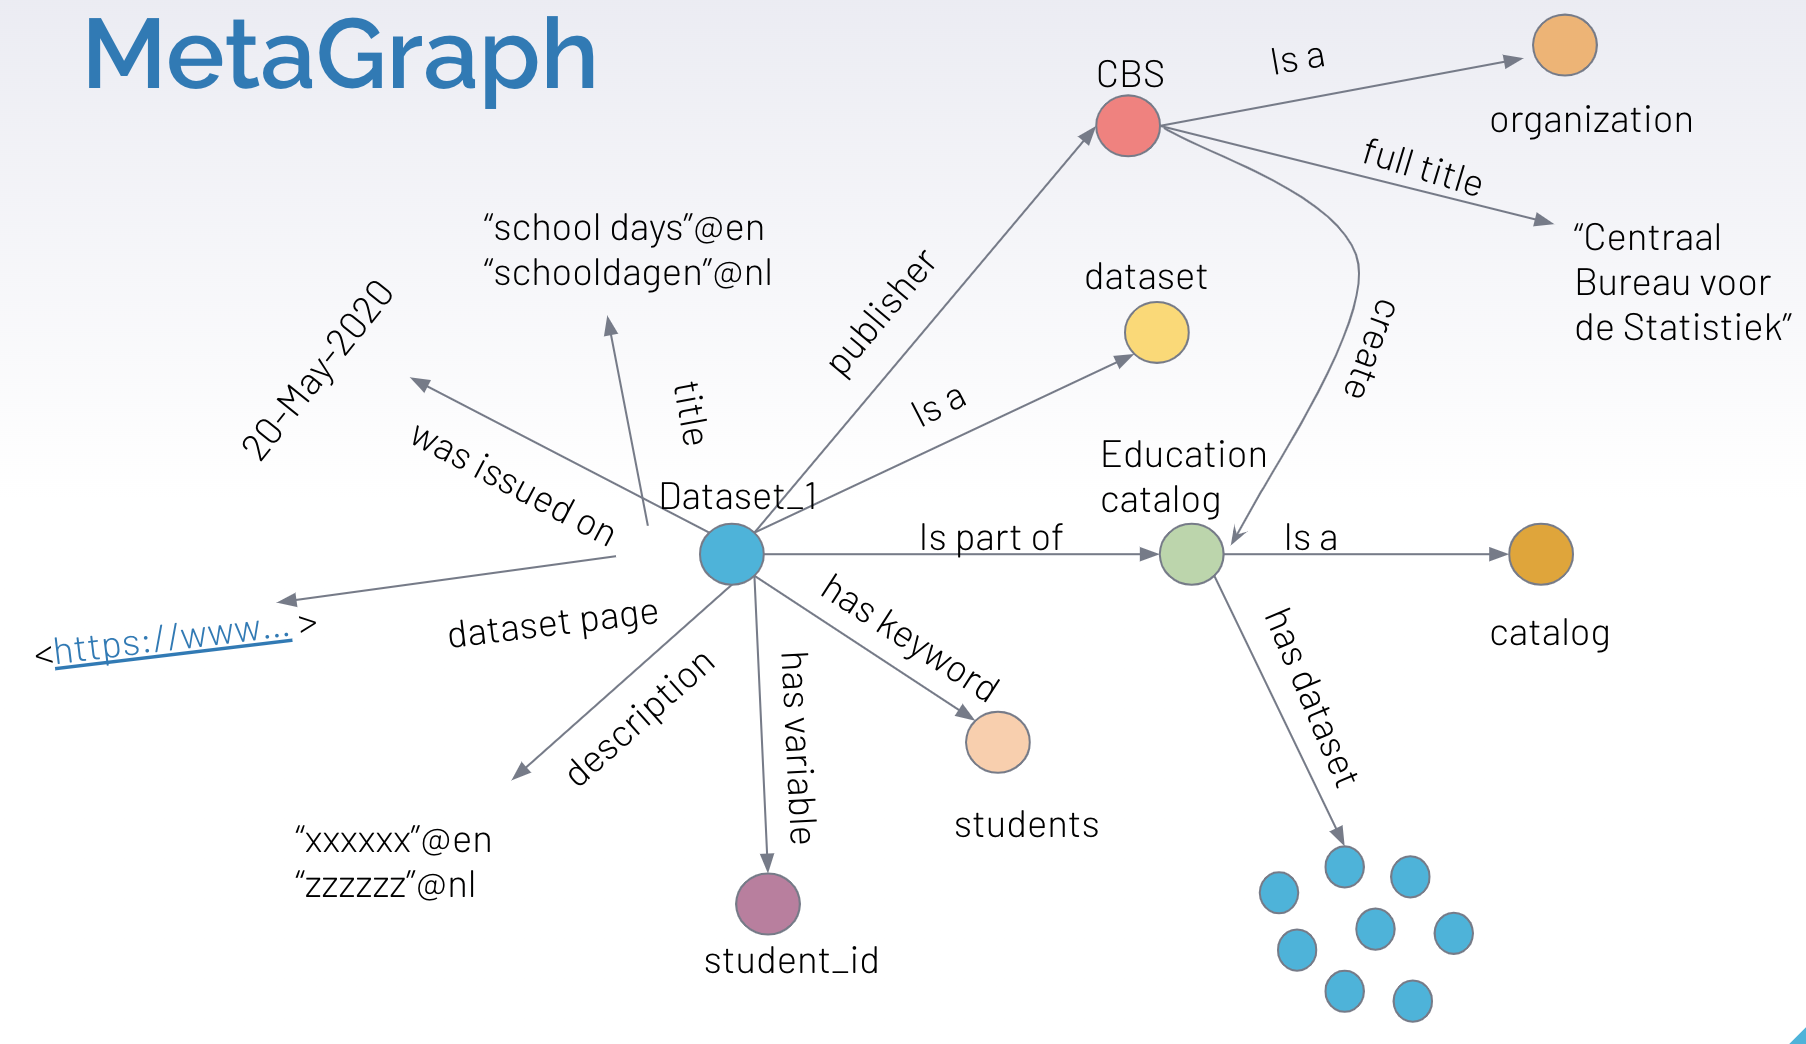 MetaGraph
CBS
Is a
organization
full title
“Centraal
Bureau voor
de Statistiek”
“school days”@en
“schooldagen”@nl
publisher
dataset
create
20-May-2020
title
Is a
was issued on
Dataset_1
Education
catalog
Is part of
Is a
catalog
<https://www... >
dataset page
has keyword
description
has variable
has dataset
students
“xxxxxx”@en
“zzzzzz”@nl
student_id